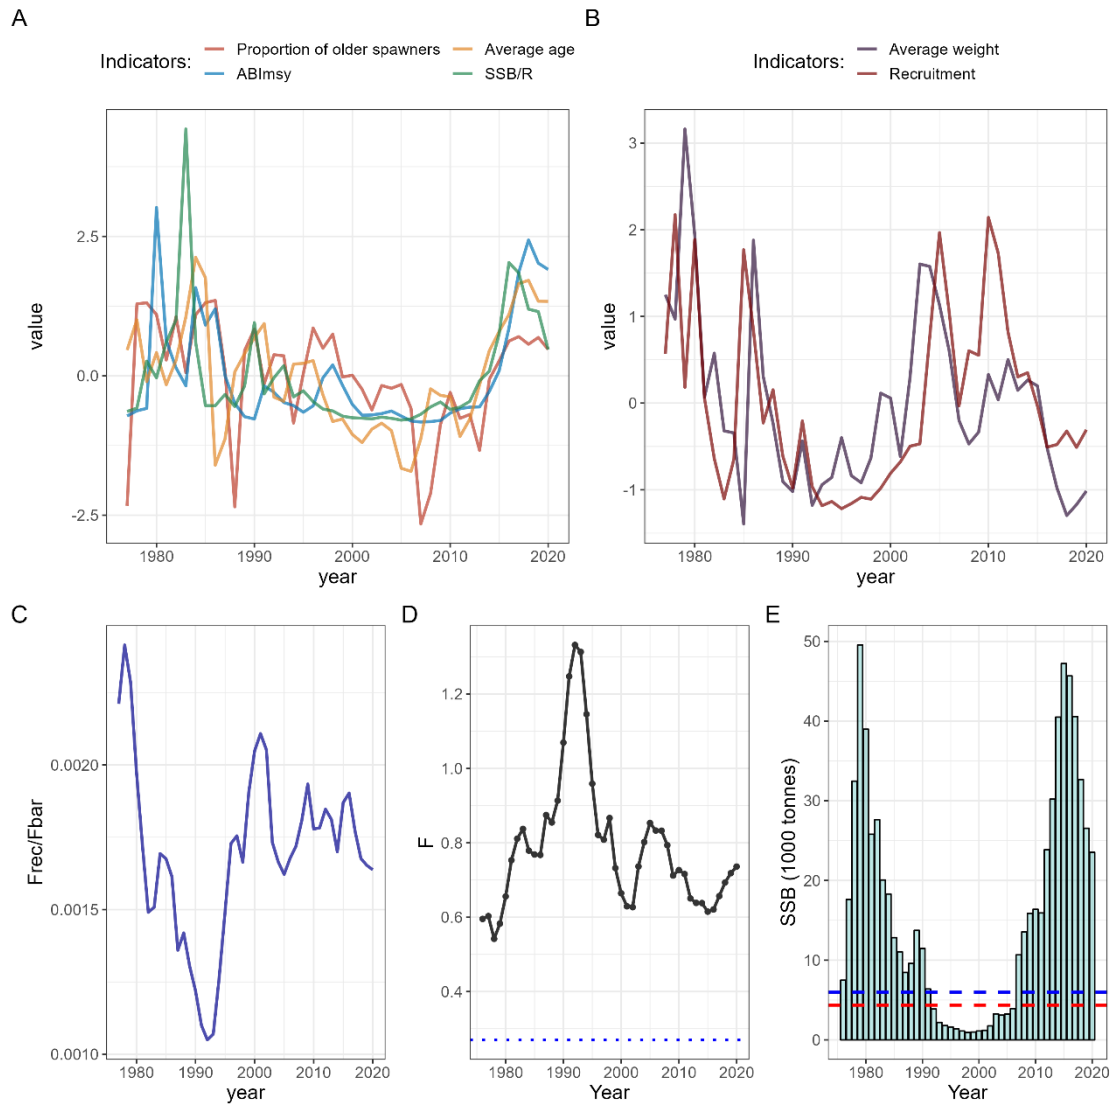 A
B
Indicators:
Proportion of older spawners
Average age
ABImsy
SSB/R
Indicators:
Average weight
Recruitment
value
2.5
0.0
-2.5
1980
1990
2000
2010
2020
year
value
3
2
1
0
-1
1980
1990
2000
2010
2020
year
C
D
E
Frec/Fbar
0.0020
0.0015
0.0010
1980
1990
2000
2010
2020
year
F
1.2
1.0
0.8
0.6
0.4
1980
1990
2000
2010
2020
Year
SSB (1000 tonnes)
50
40
30
20
10
0
1980
1990
2000
2010
2020
Year